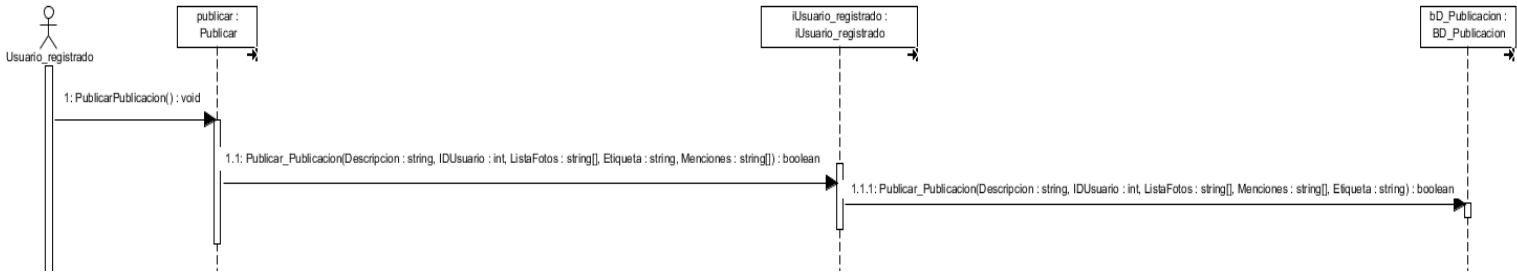 publicar :
Publicar
iUsuario_registrado :
iUsuario_registrado
bD_Publicacion :
BD_Publicacion
Usuario_registrado
1: PublicarPublicacion() : void
1.1: Publicar_Publicacion(Descripcion : string, IDUsuario : int, ListaFotos : string[], Etiqueta : string, Menciones : string[]) : boolean
1.1.1: Publicar_Publicacion(Descripcion : string, IDUsuario : int, ListaFotos : string[], Menciones : string[], Etiqueta : string) : boolean